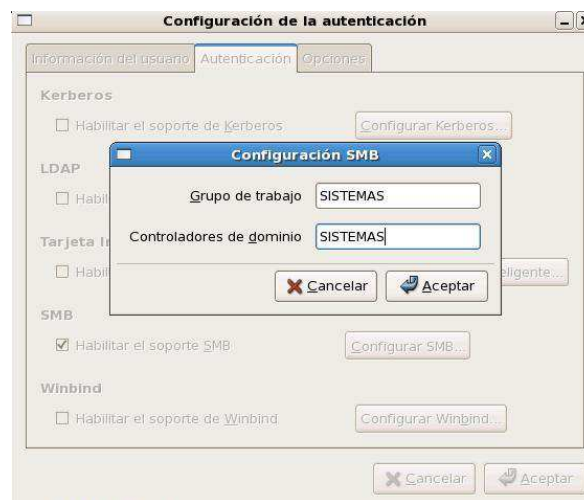 Configuración de la autenticación
Información del usuario Autenticación Opciones
Kerberos
Habilitar el soporte de Kerberos Configurar Kerberos...
Configuración SMB
LDAP
Grupo de trabajo SISTEMAS
Controladores de dominio SISTEMAS
Cancelar Aceptar
SMB
Habilitar el soporte SMB Configurar SMB...
Winbind
Habilitar el soporte de Winbind Configurar Winbind...
Cancelar Aceptar